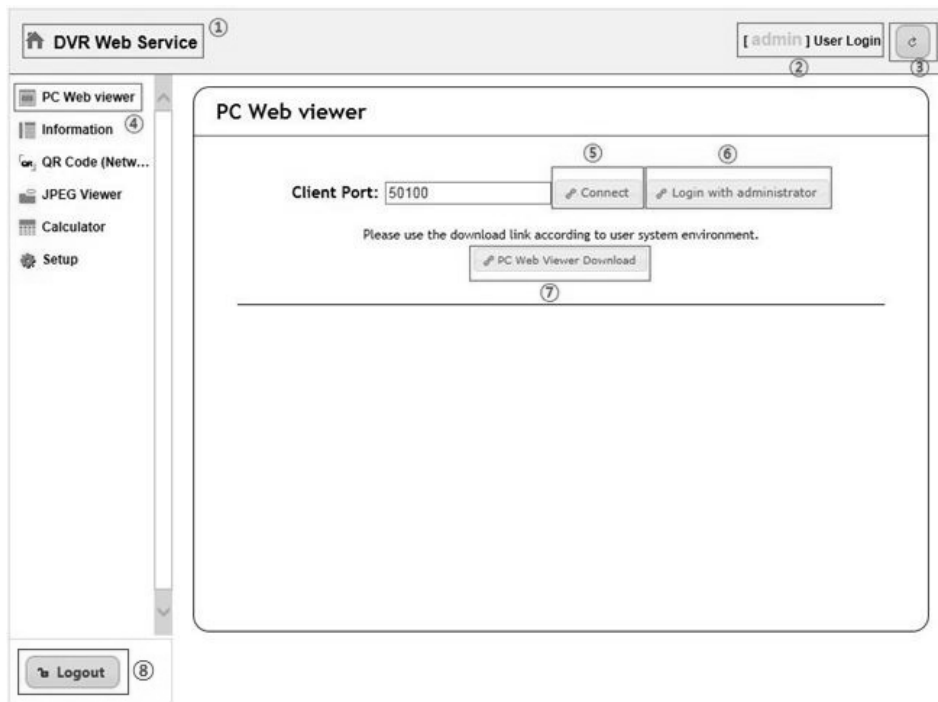 DVR Web Service ①
[ admin ] User Login
② ③
PC Web viewer
Information ④
QR Code (Netw...
JPEG Viewer
Calculator
Setup
PC Web viewer
⑤ ⑥
Client Port: 50100 Connect Login with administrator
Please use the download link according to user system environment.
PC Web Viewer Download
⑦
Logout ⑧